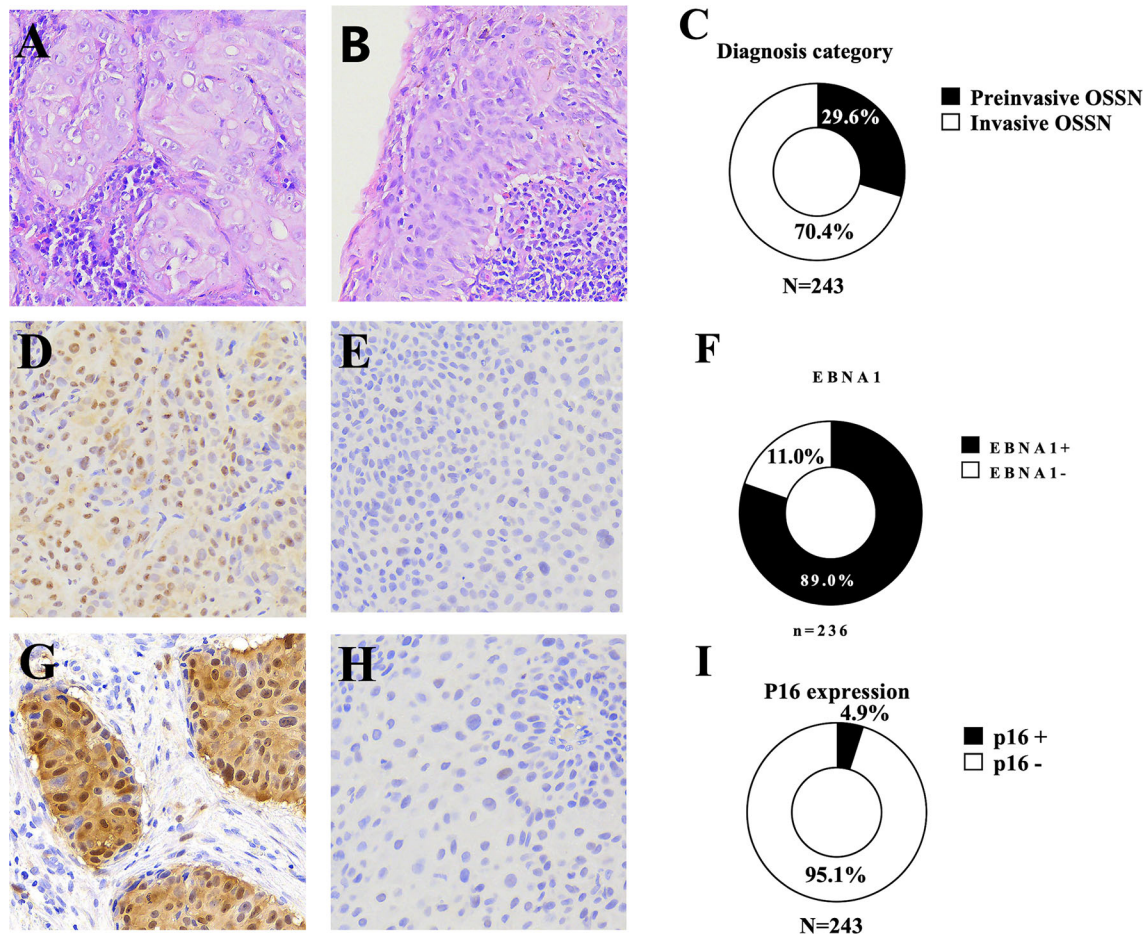 A
B
C
Diagnosis category
29.6%
70.4%
Preinvasive OSSN
Invasive OSSN
N=243
D
E
F
EBNA1
11.0%
89.0%
EBNA1+
EBNA1-
n=236
G
H
I
P16 expression
4.9%
95.1%
p16 +
p16 -
N=243